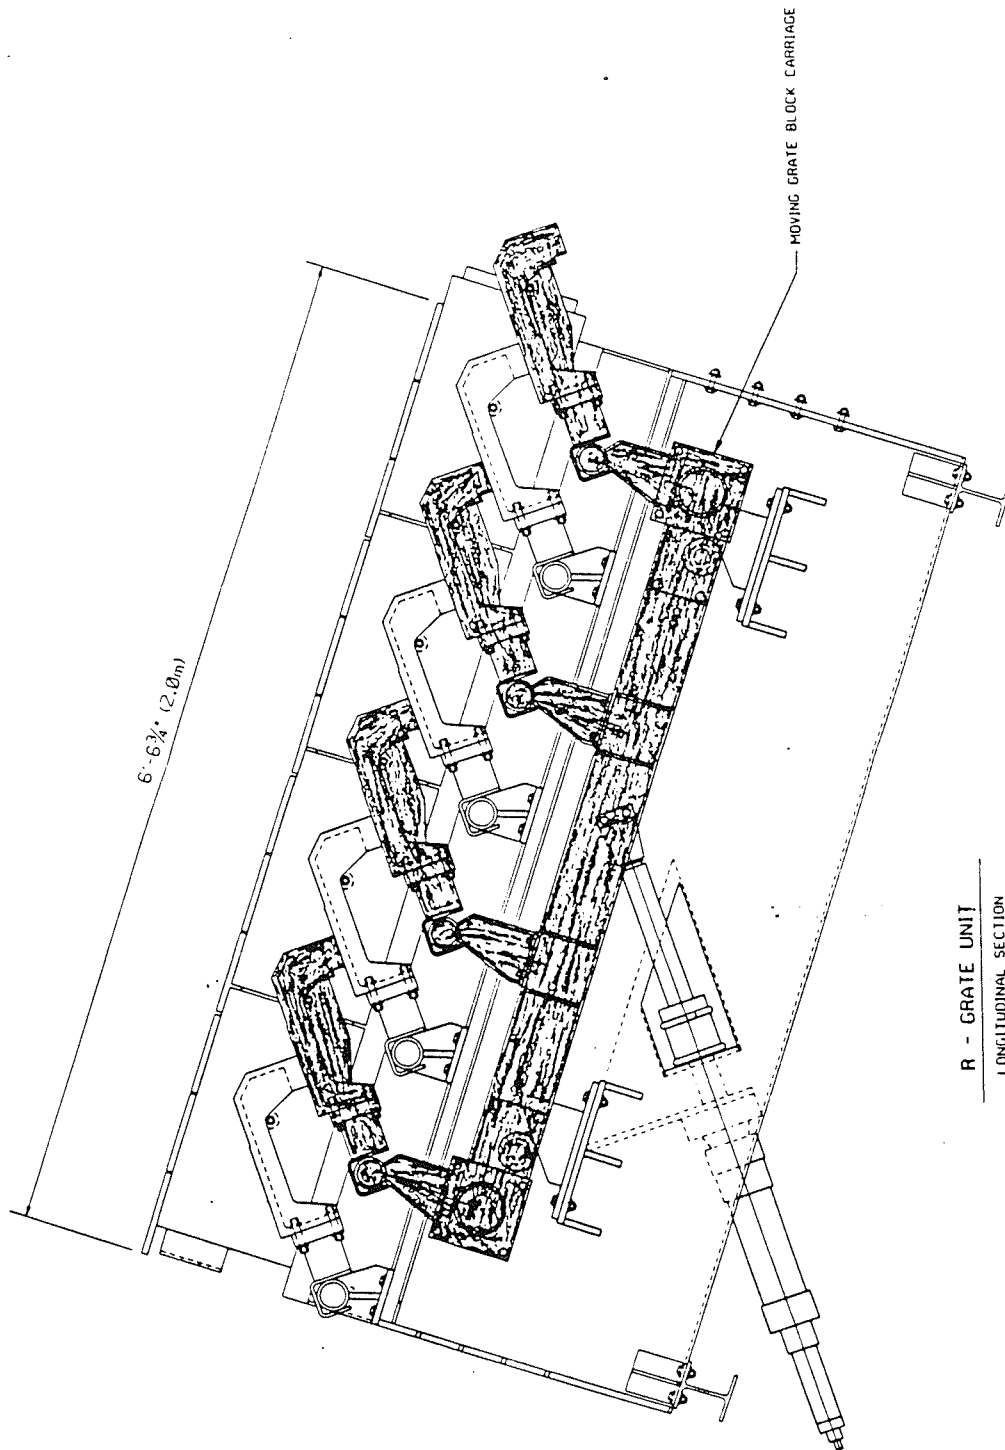 6'-6¾" (2.0m)
MOVING GRATE BLOCK CARRIAGE
R - GRATE UNIT
LONGITUDINAL SECTION